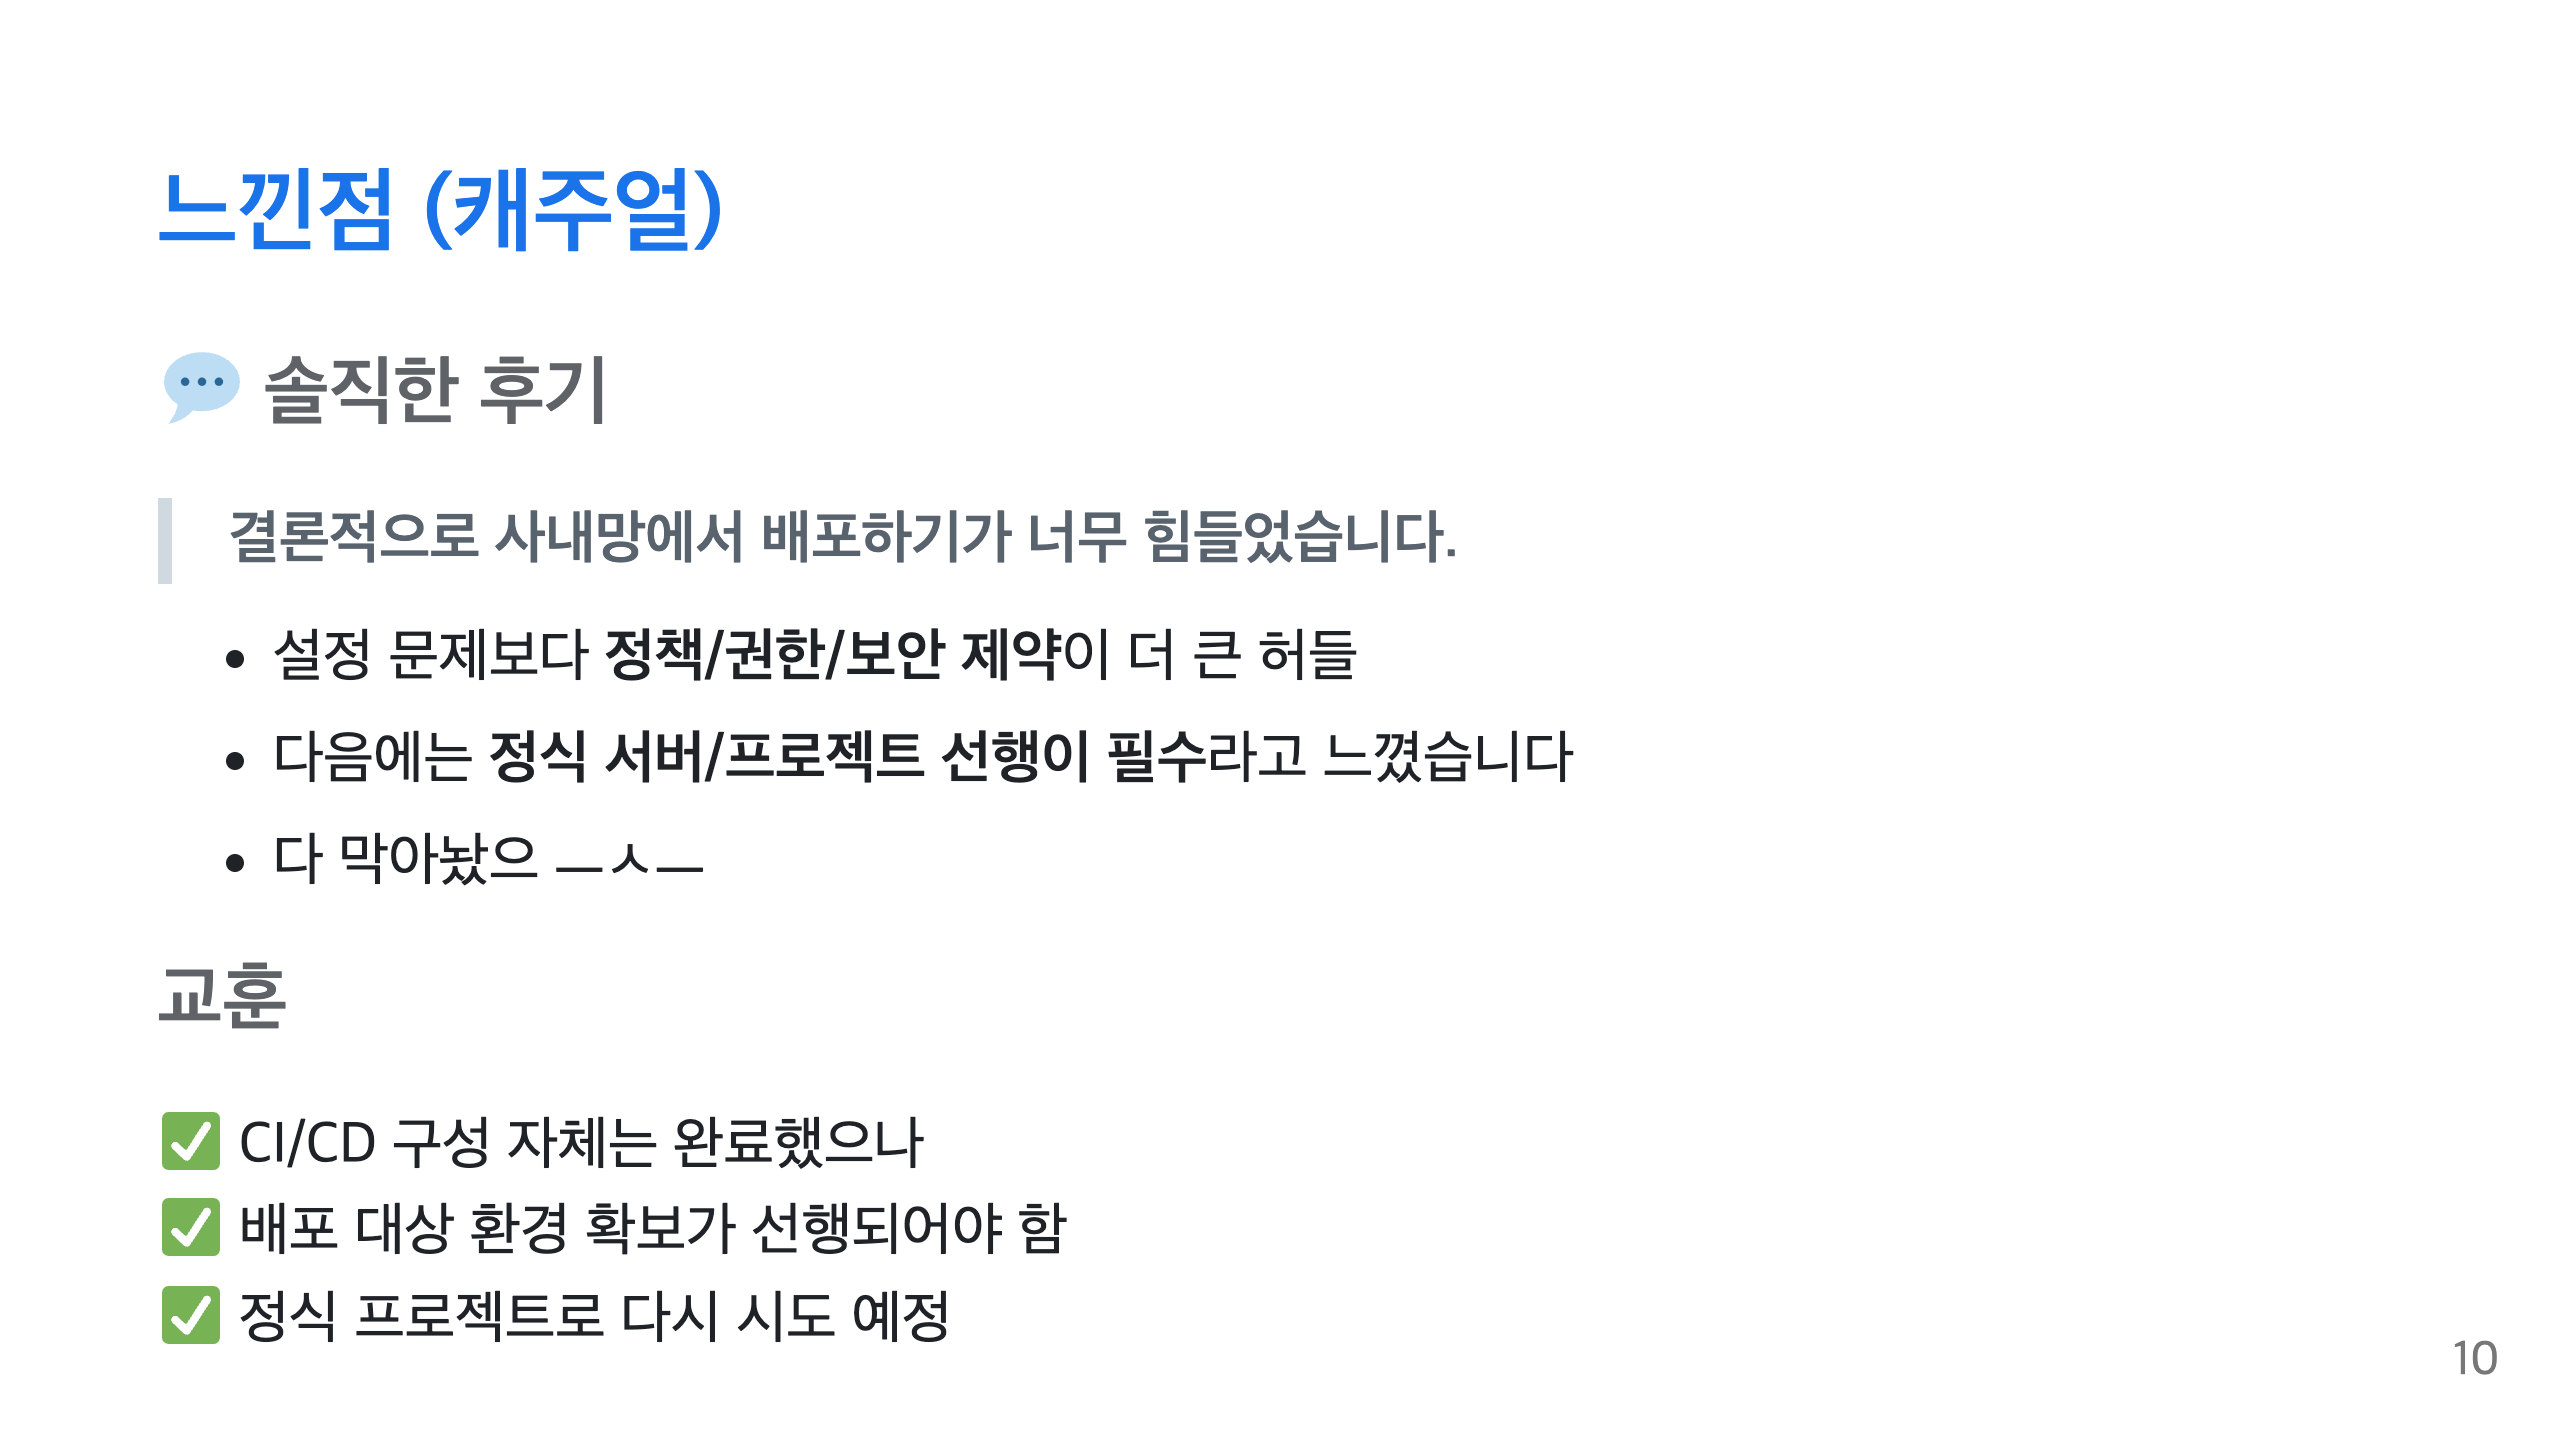 느낀점 (캐주얼)
💬 솔직한 후기
결론적으로 사내망에서 배포하기가 너무 힘들었습니다.
• 설정 문제보다 정책/권한/보안 제약이 더 큰 허들
• 다음에는 정식 서버/프로젝트 선행이 필수라고 느꼈습니다
• 다 막아놨으 ㅡㅅㅡ
교훈
✅ CI/CD 구성 자체는 완료했으나
✅ 배포 대상 환경 확보가 선행되어야 함
✅ 정식 프로젝트로 다시 시도 예정
10